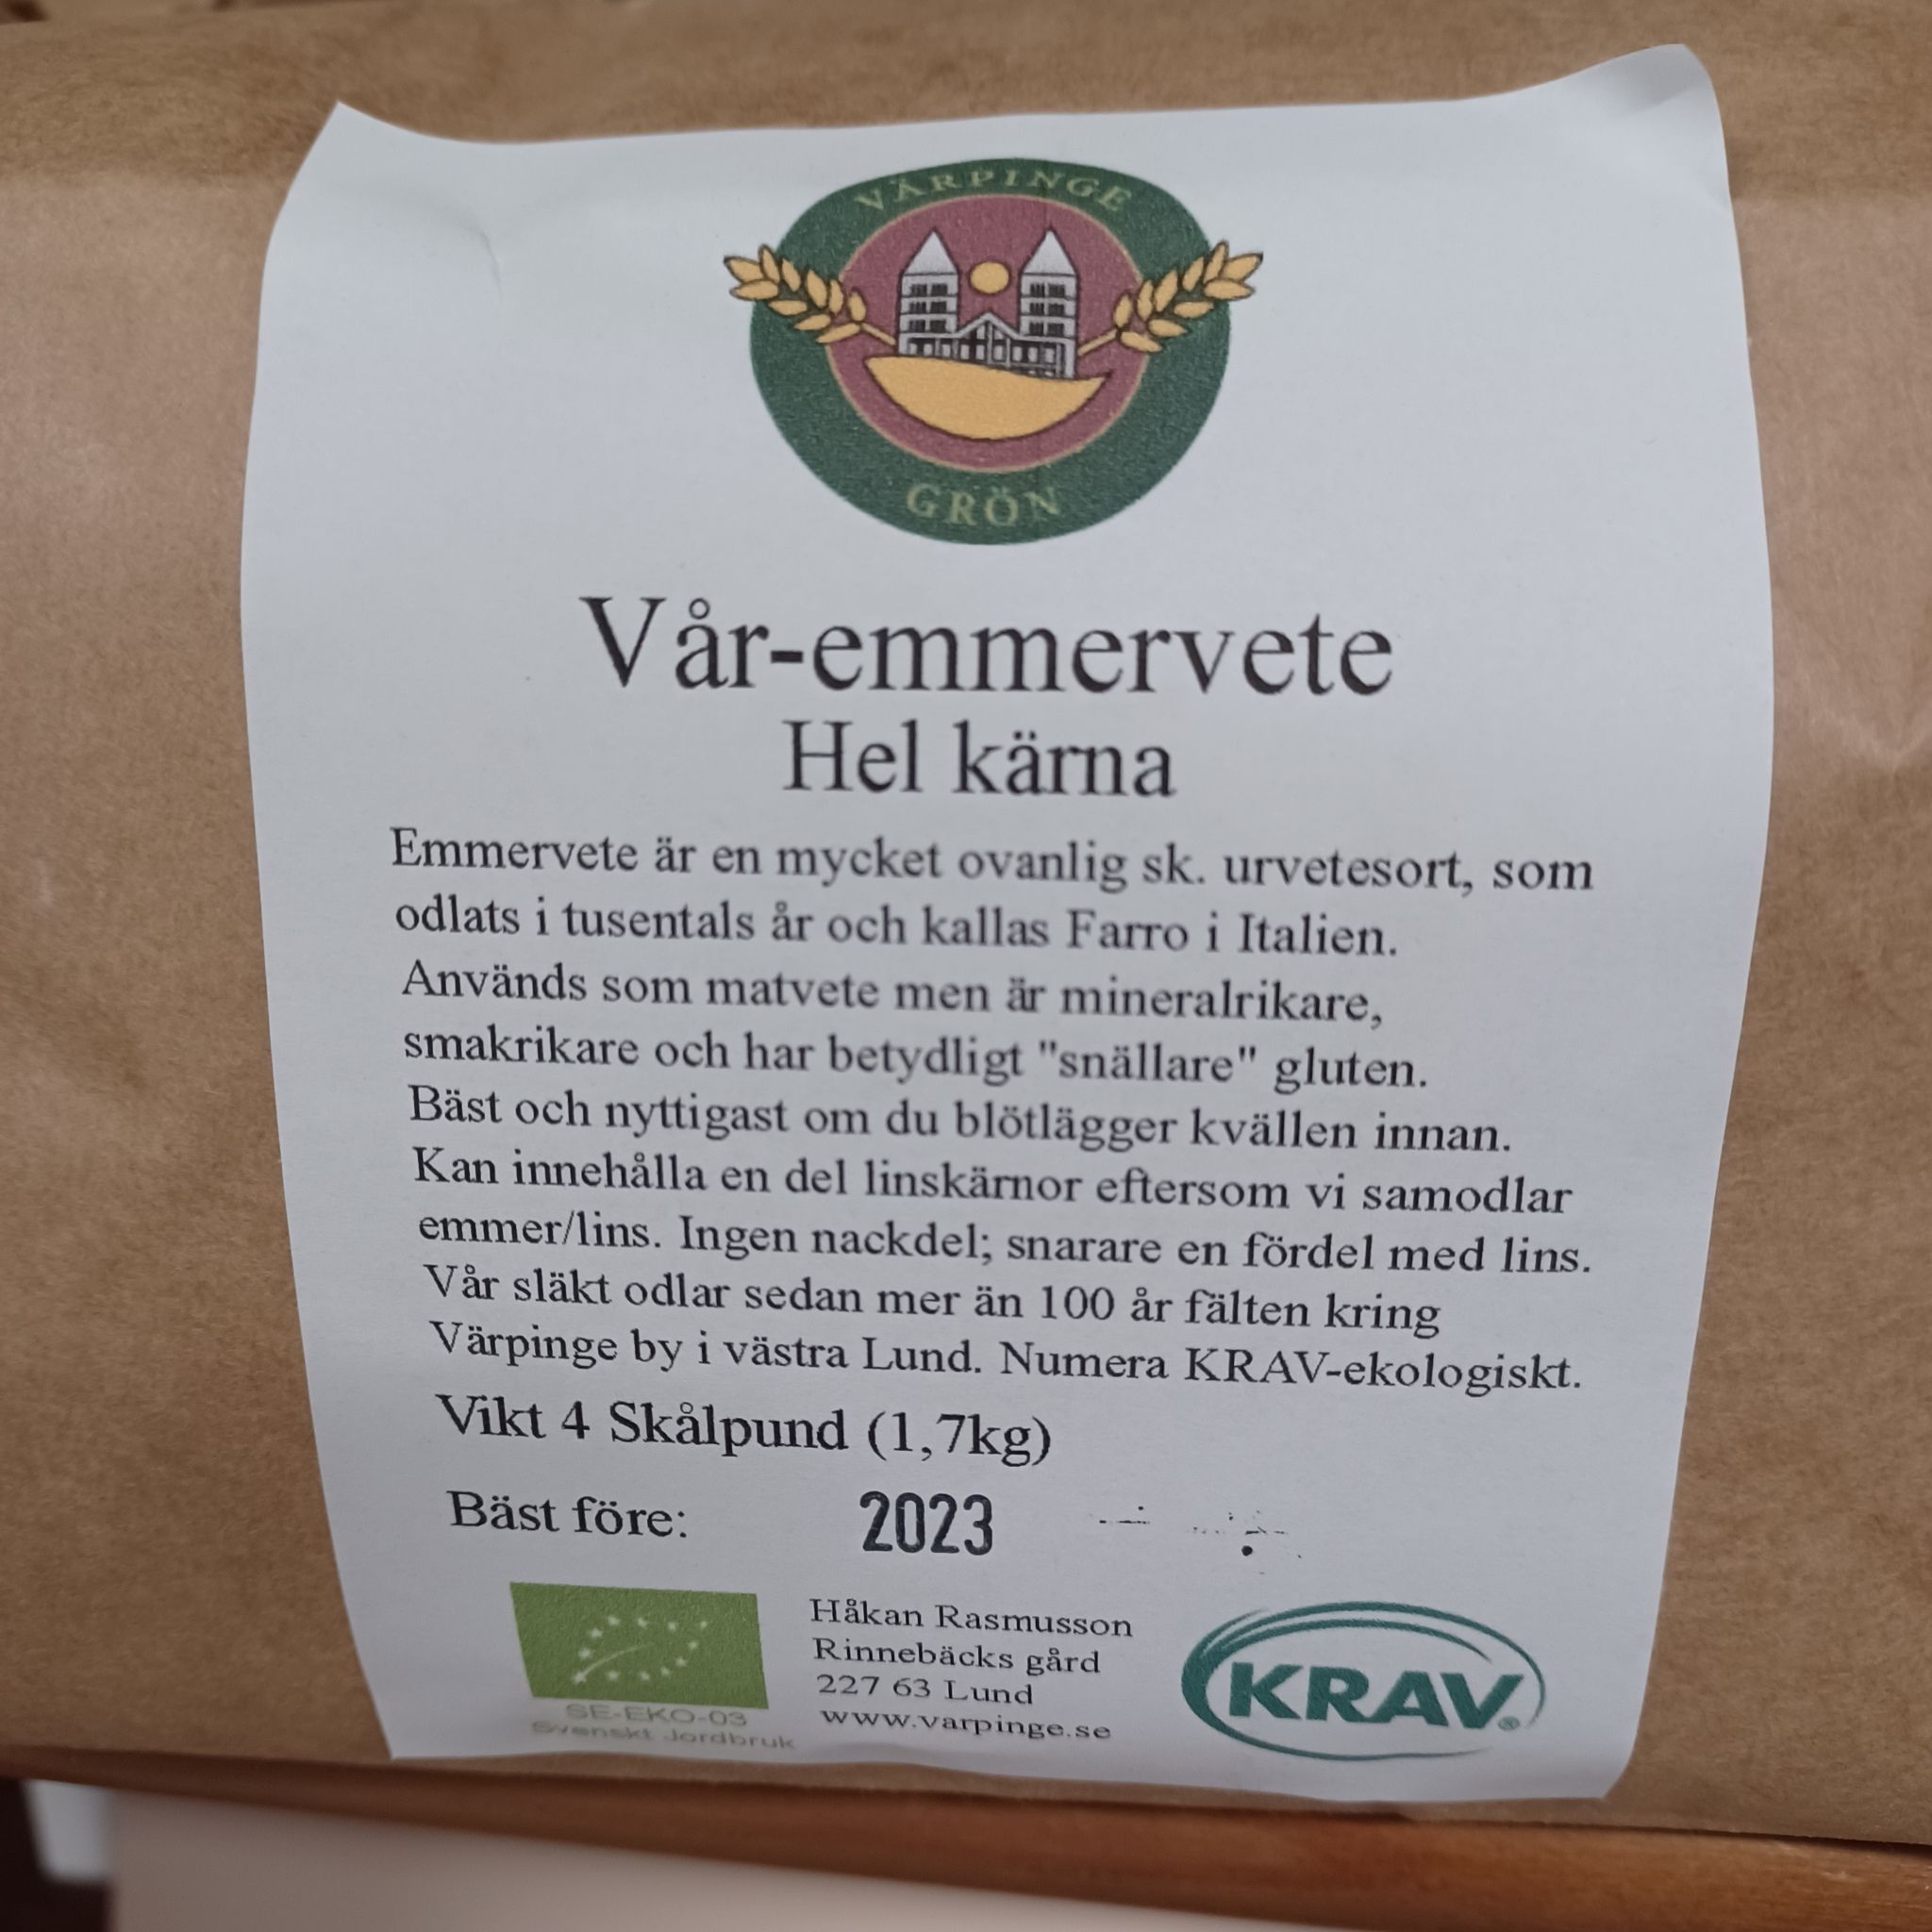 VÄRPINGE
GRÖN
Vår-emmervete
Hel kärna
Emmervete är en mycket ovanlig sk. urvetesort, som
odlats i tusentals år och kallas Farro i Italien.
Används som matvete men är mineralrikare,
smakrikare och har betydligt "snällare" gluten.
Bäst och nyttigast om du blötlägger kvällen innan.
Kan innehålla en del linskärnor eftersom vi samodlar
emmer/lins. Ingen nackdel; snarare en fördel med lins.
Vår släkt odlar sedan mer än 100 år fälten kring
Värpinge by i västra Lund. Numera KRAV-ekologiskt.
Vikt 4 Skålpund (1,7kg)
Bäst före: 2023
SE-EKO-03
Svenskt Jordbruk
Håkan Rasmusson
Rinnebäcks gård
227 63 Lund
www.varpinge.se
KRAV®